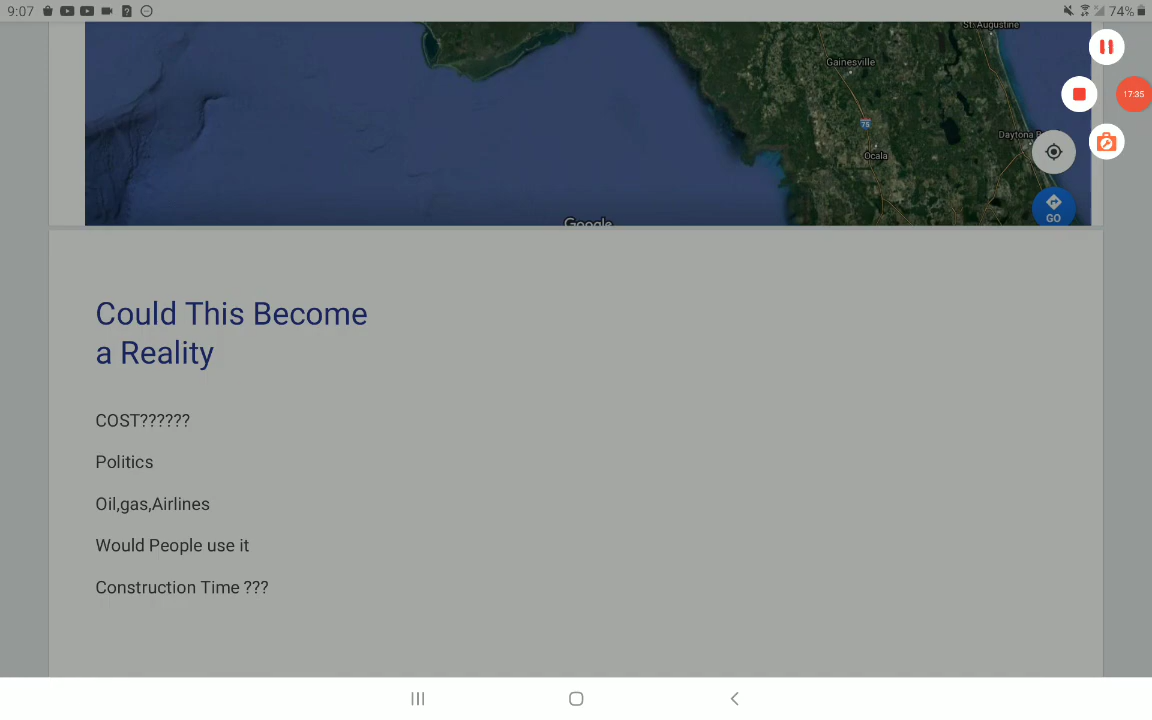 9:07
74%
St. Augustine
Gainesville
17:35
75
Daytona B
Ocala
GO
Google
Could This Become
a Reality
COST??????
Politics
Oil,gas,Airlines
Would People use it
Construction Time ???